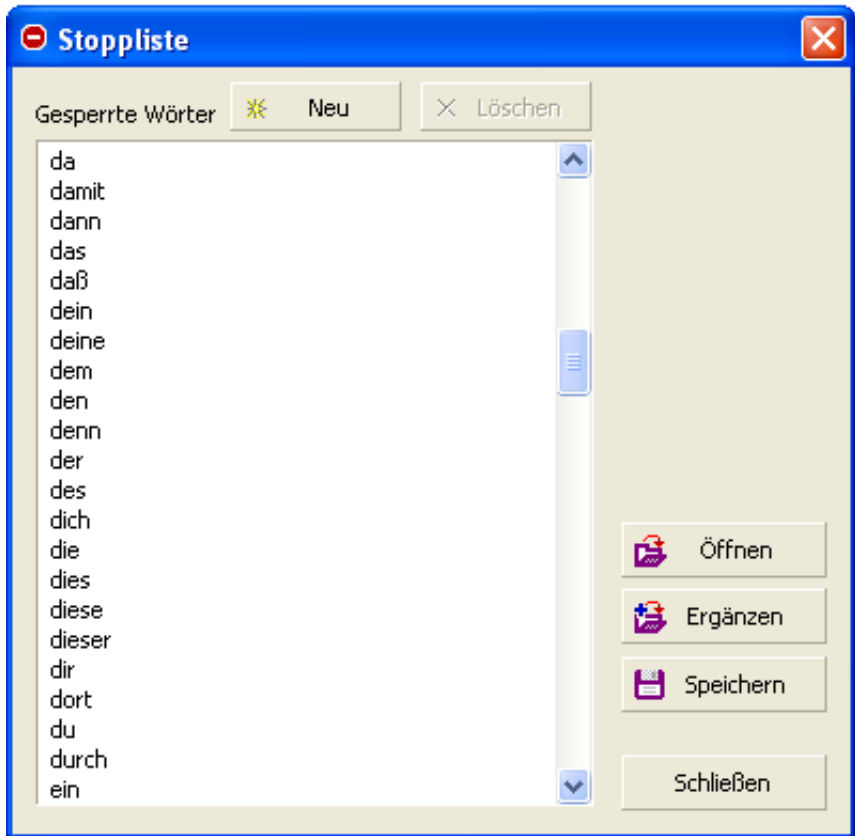 Stoppliste
Gesperrte Wörter
Neu
Löschen
da
damit
dann
das
daß
dein
deine
dem
den
denn
der
des
dich
die
dies
diese
dieser
dir
dort
du
durch
ein
Öffnen
Ergänzen
Speichern
Schließen